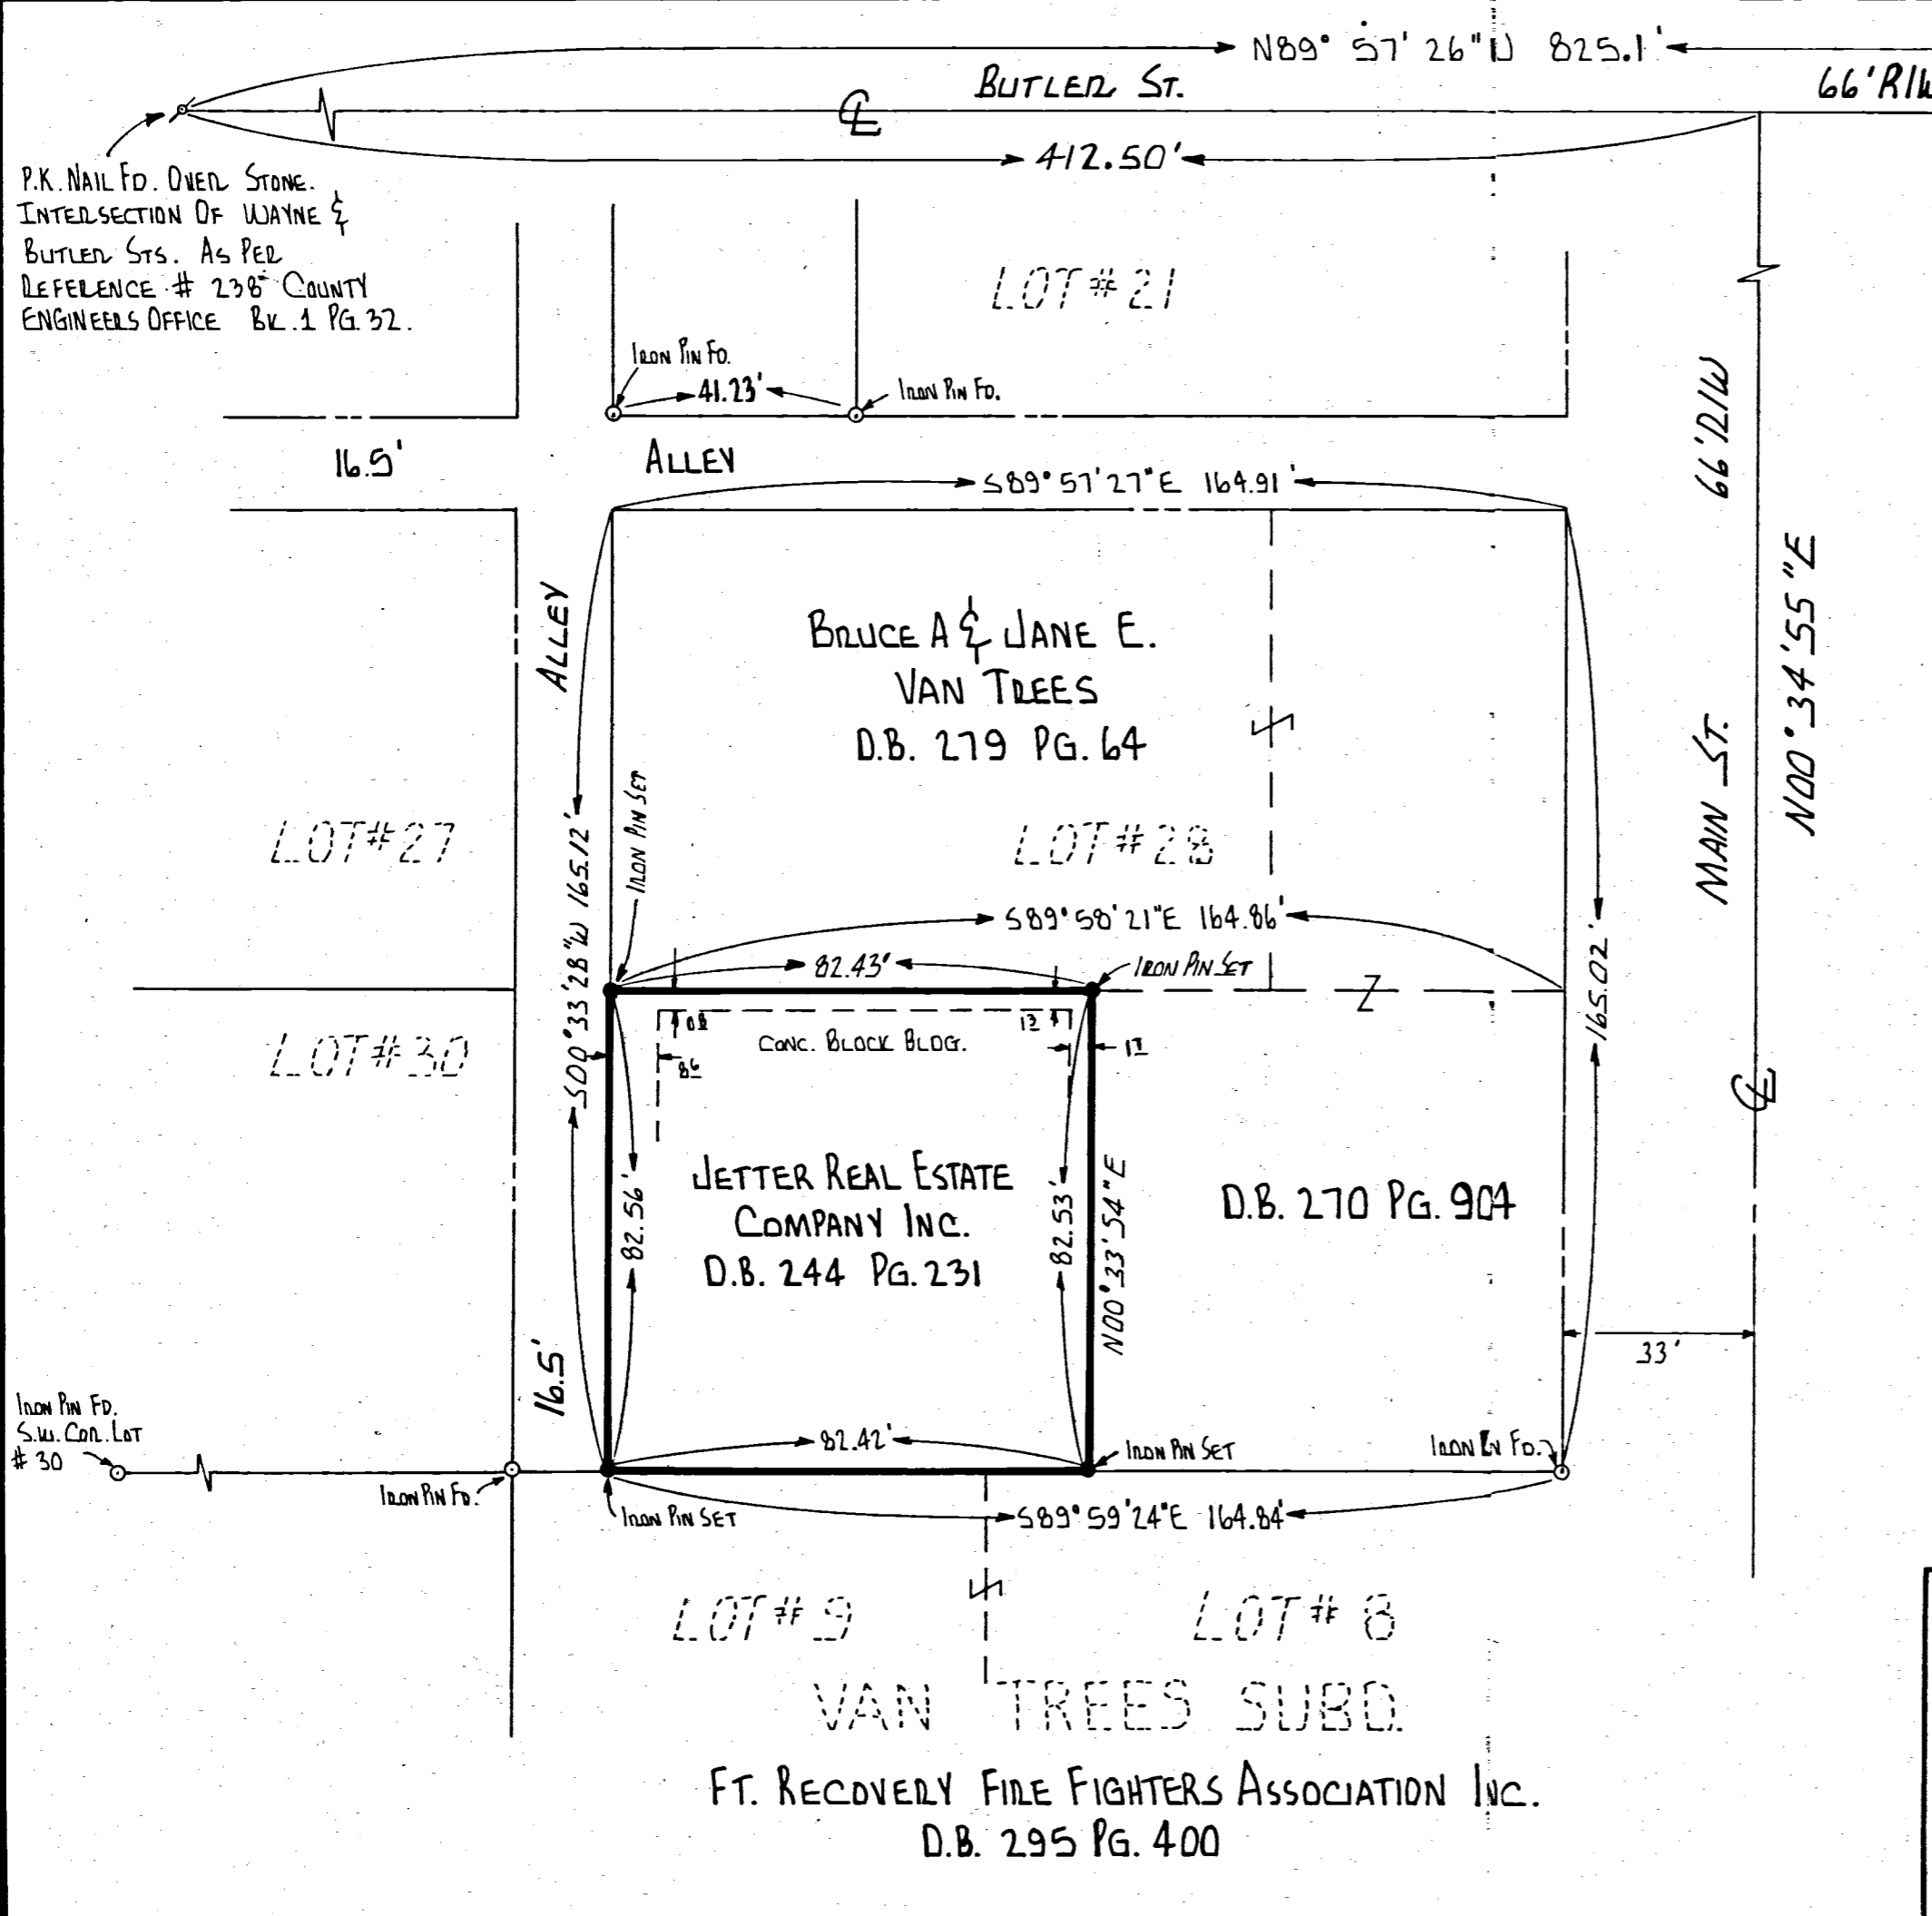 N89° 57' 26" W 825.1'
BUTLER ST.
66' R/W
℄
412.50'
P.K. NAIL FD. OVER STONE.
INTERSECTION OF WAYNE &
BUTLER STS. AS PER
REFERENCE # 238 COUNTY
ENGINEERS OFFICE BK. 1 PG. 32.
LOT # 21
IRON PIN FD.
41.23'
IRON PIN FD.
66' R/W
16.5'
ALLEY
S89° 57' 27" E 164.91'
ALLEY
BRUCE A & JANE E.
VAN TREES
D.B. 279 PG. 64
N00° 34' 55" E
MAIN ST.
IRON PIN SET
LOT # 27
LOT # 28
S00° 33' 28" W 165.12'
S89° 58' 21" E 164.86'
82.43'
IRON PIN SET
165.02'
08
13
CONC. BLOCK BLDG.
17
86
LOT # 30
℄
JETTER REAL ESTATE
COMPANY INC.
D.B. 244 PG. 231
82.56'
82.53'
N00° 33' 54" E
D.B. 270 PG. 904
33'
16.5'
IRON PIN FD.
S.W. COR. LOT
# 30
82.42'
IRON PIN SET
IRON PIN FD.
IRON PIN FD.
IRON PIN SET
S89° 59' 24" E 164.84'
LOT # 9
LOT # 8
VAN TREES SUBD.
FT. RECOVERY FIRE FIGHTERS ASSOCIATION INC.
D.B. 295 PG. 400